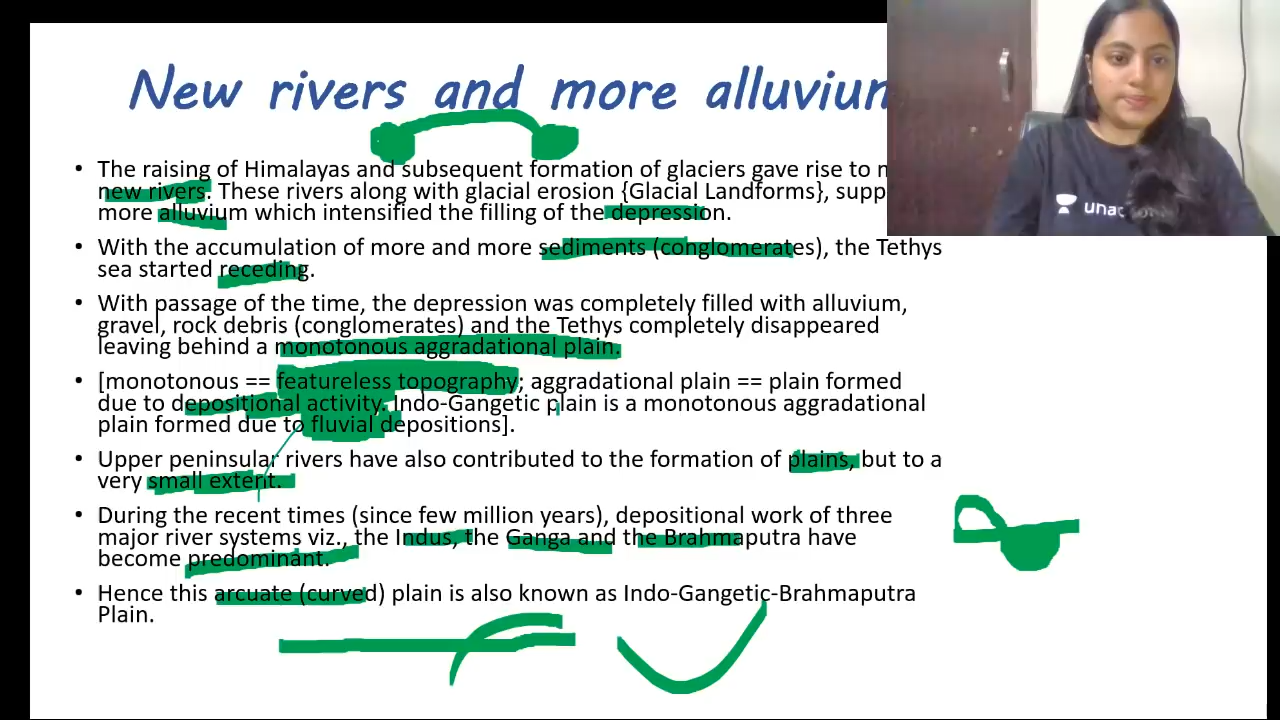 New rivers and more alluvium
• The raising of Himalayas and subsequent formation of glaciers gave rise to
new rivers. These rivers along with glacial erosion {Glacial Landforms},
more alluvium which intensified the filling of the depression.
• With the accumulation of more and more sediments (conglomerates), the Tethys
sea started receding.
• With passage of the time, the depression was completely filled with alluvium,
gravel, rock debris (conglomerates) and the Tethys completely disappeared
leaving behind a monotonous aggradational plain.
• [monotonous == featureless topography; aggradational plain == plain formed
due to depositional activity. Indo-Gangetic plain is a monotonous aggradational
plain formed due to fluvial depositions].
• Upper peninsular rivers have also contributed to the formation of plains, but to a
very small extent.
• During the recent times (since few million years), depositional work of three
major river systems viz., the Indus, the Ganga and the Brahmaputra have
become predominant.
• Hence this arcuate (curved) plain is also known as Indo-Gangetic-Brahmaputra
Plain.